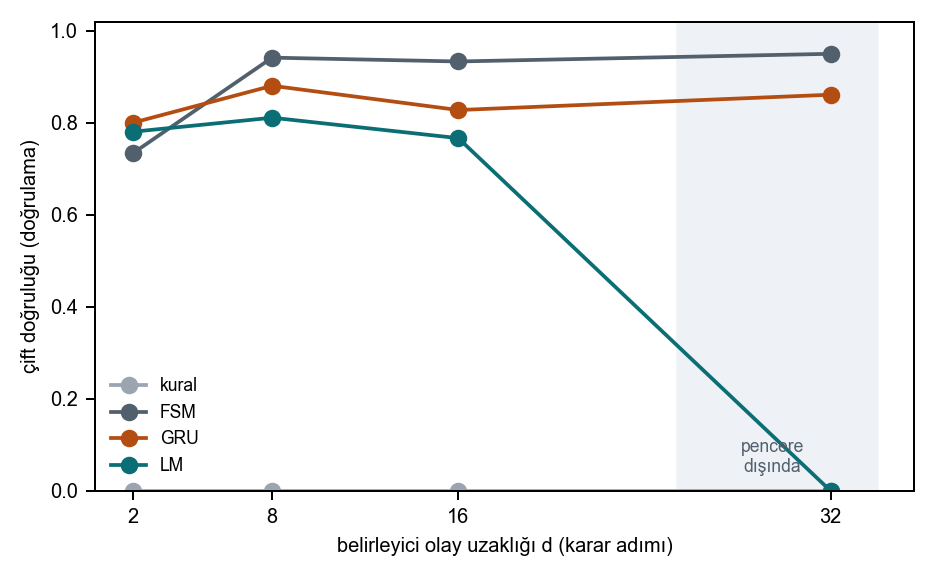 1.0
0.8
0.6
0.4
0.2
0.0
çift doğruluğu (doğrulama)
kural
FSM
GRU
LM
pencere
dışında
2 8 16 32
belirleyici olay uzaklığı d (karar adımı)